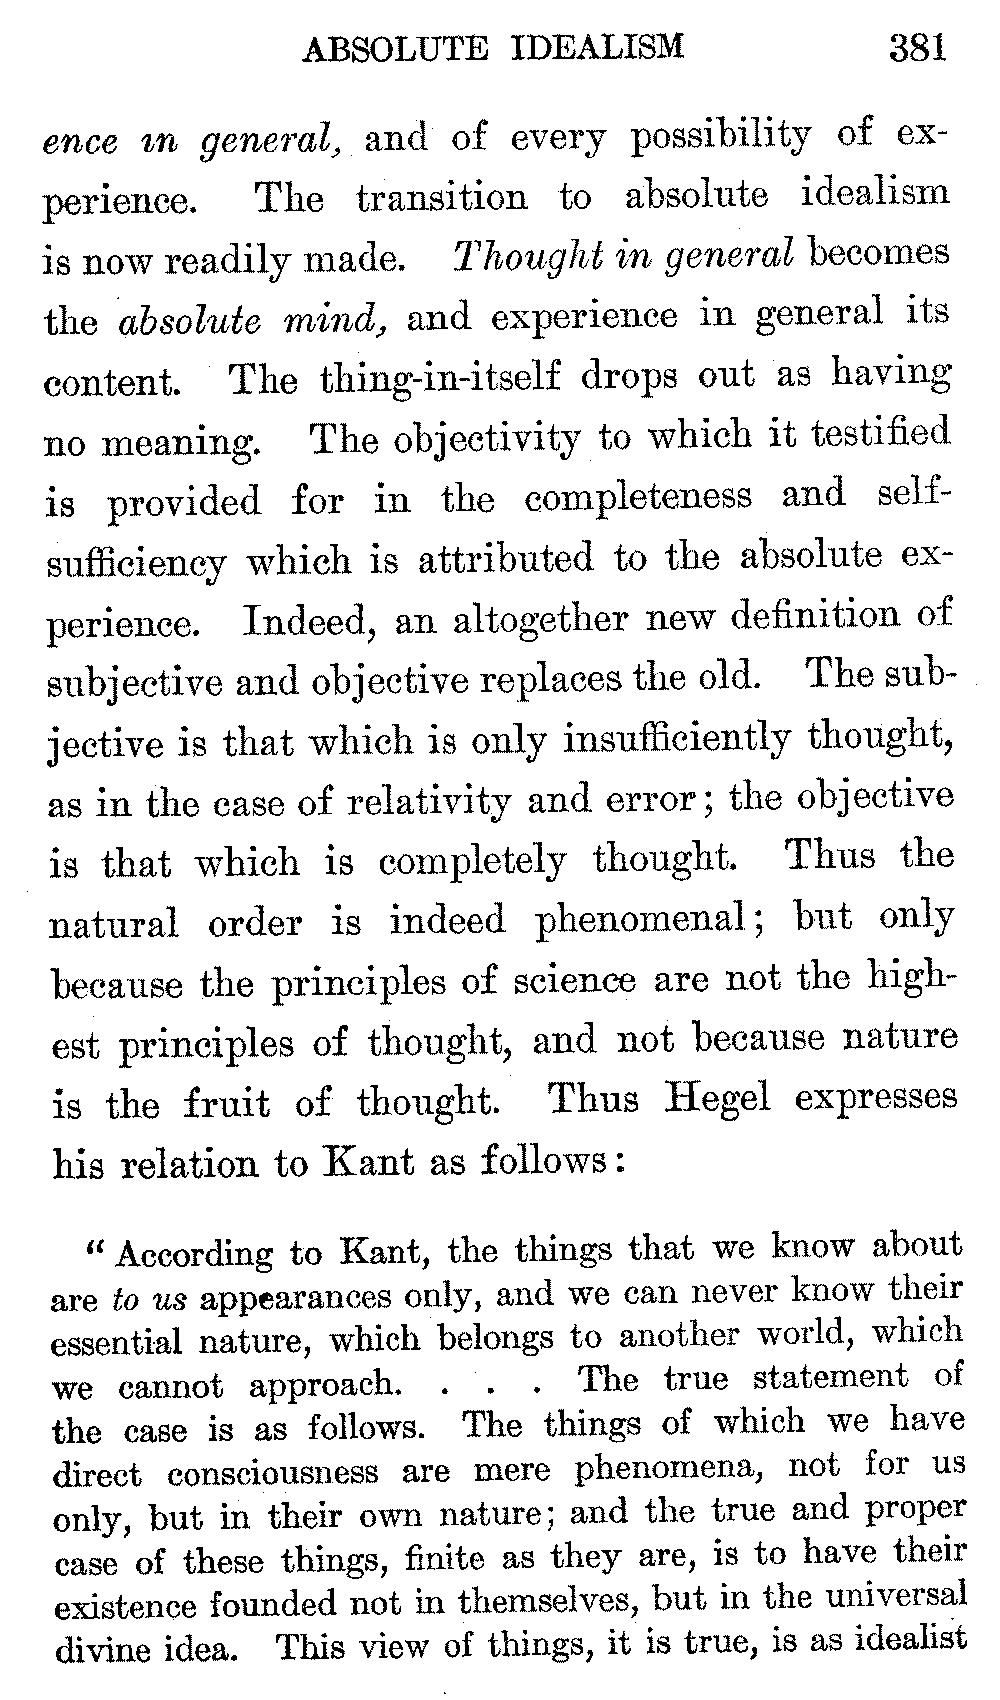 ABSOLUTE IDEALISM 381
ence in general, and of every possibility of ex-
perience. The transition to absolute idealism
is now readily made. Thought in general becomes
the absolute mind, and experience in general its
content. The thing-in-itself drops out as having
no meaning. The objectivity to which it testified
is provided for in the completeness and self-
sufficiency which is attributed to the absolute ex-
perience. Indeed, an altogether new definition of
subjective and objective replaces the old. The sub-
jective is that which is only insufficiently thought,
as in the case of relativity and error; the objective
is that which is completely thought. Thus the
natural order is indeed phenomenal; but only
because the principles of science are not the high-
est principles of thought, and not because nature
is the fruit of thought. Thus Hegel expresses
his relation to Kant as follows:
“According to Kant, the things that we know about
are to us appearances only, and we can never know their
essential nature, which belongs to another world, which
we cannot approach. . . . The true statement of
the case is as follows. The things of which we have
direct consciousness are mere phenomena, not for us
only, but in their own nature; and the true and proper
case of these things, finite as they are, is to have their
existence founded not in themselves, but in the universal
divine idea. This view of things, it is true, is as idealist